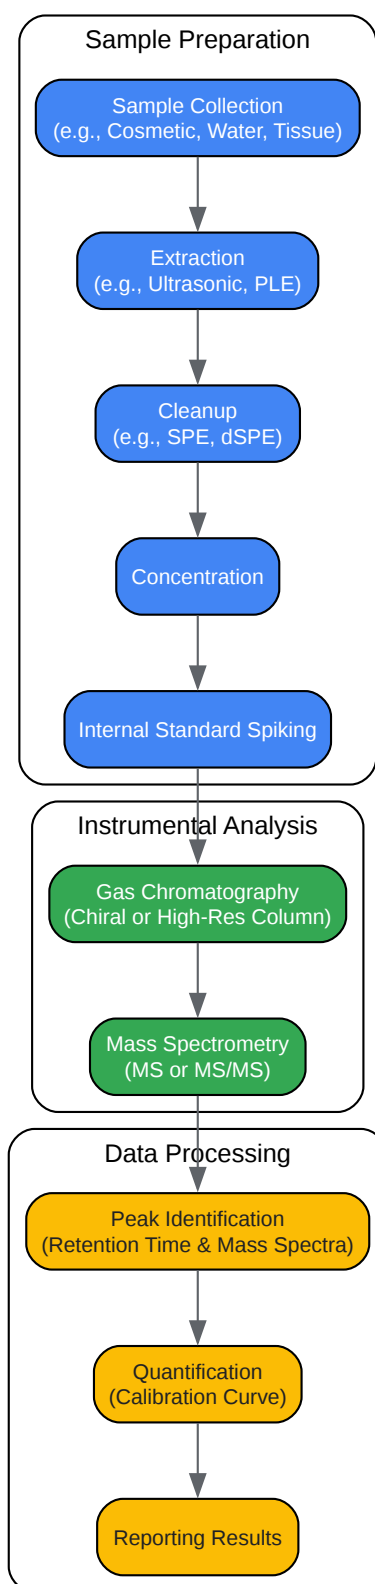 Sample Preparation
Sample Collection
(e.g., Cosmetic, Water, Tissue)
Extraction
(e.g., Ultrasonic, PLE)
Cleanup
(e.g., SPE, dSPE)
Concentration
Internal Standard Spiking
Instrumental Analysis
Gas Chromatography
(Chiral or High-Res Column)
Mass Spectrometry
(MS or MS/MS)
Data Processing
Peak Identification
(Retention Time & Mass Spectra)
Quantification
(Calibration Curve)
Reporting Results